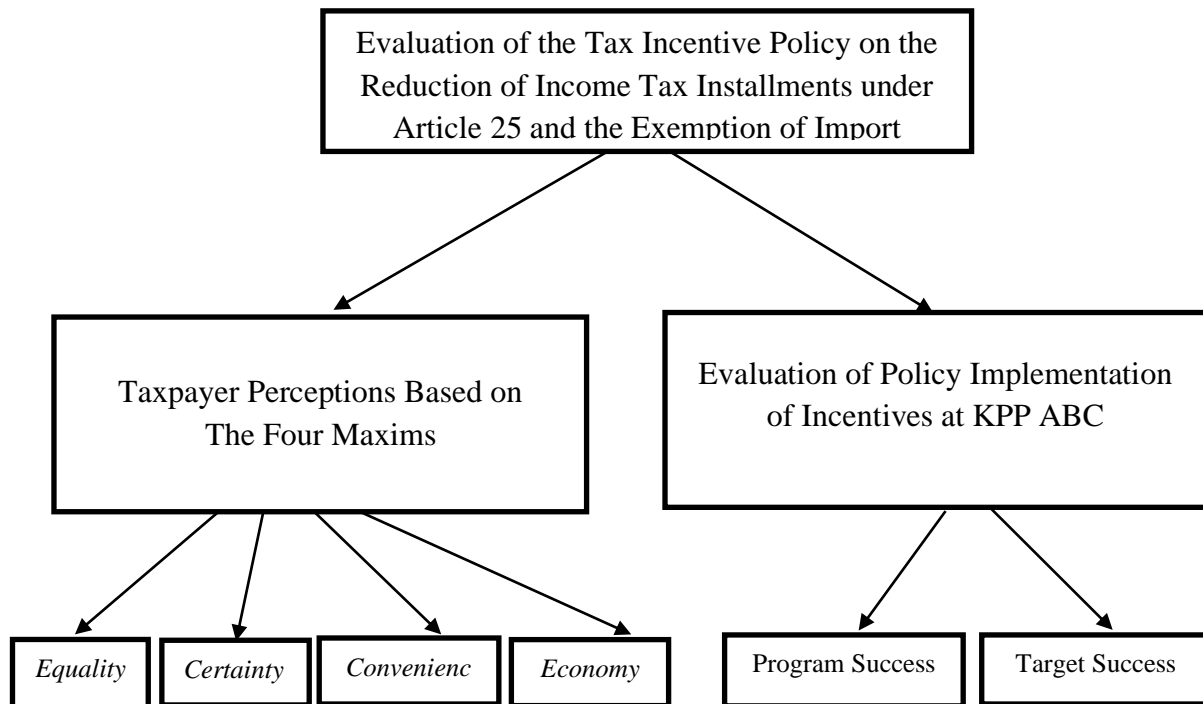 Evaluation of the Tax Incentive Policy on the
Reduction of Income Tax Installments under
Article 25 and the Exemption of Import
Taxpayer Perceptions Based on
The Four Maxims
Evaluation of Policy Implementation
of Incentives at KPP ABC
Equality
Certainty
Convenienc
Economy
Program Success
Target Success